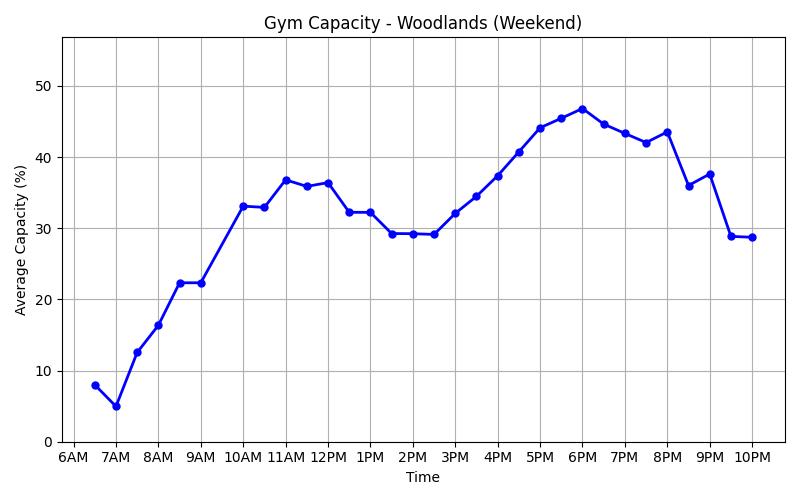 Gym Capacity - Woodlands (Weekend)
Average Capacity (%)
50
40
30
20
10
0
6AM 7AM 8AM 9AM 10AM 11AM 12PM 1PM 2PM 3PM 4PM 5PM 6PM 7PM 8PM 9PM 10PM
Time